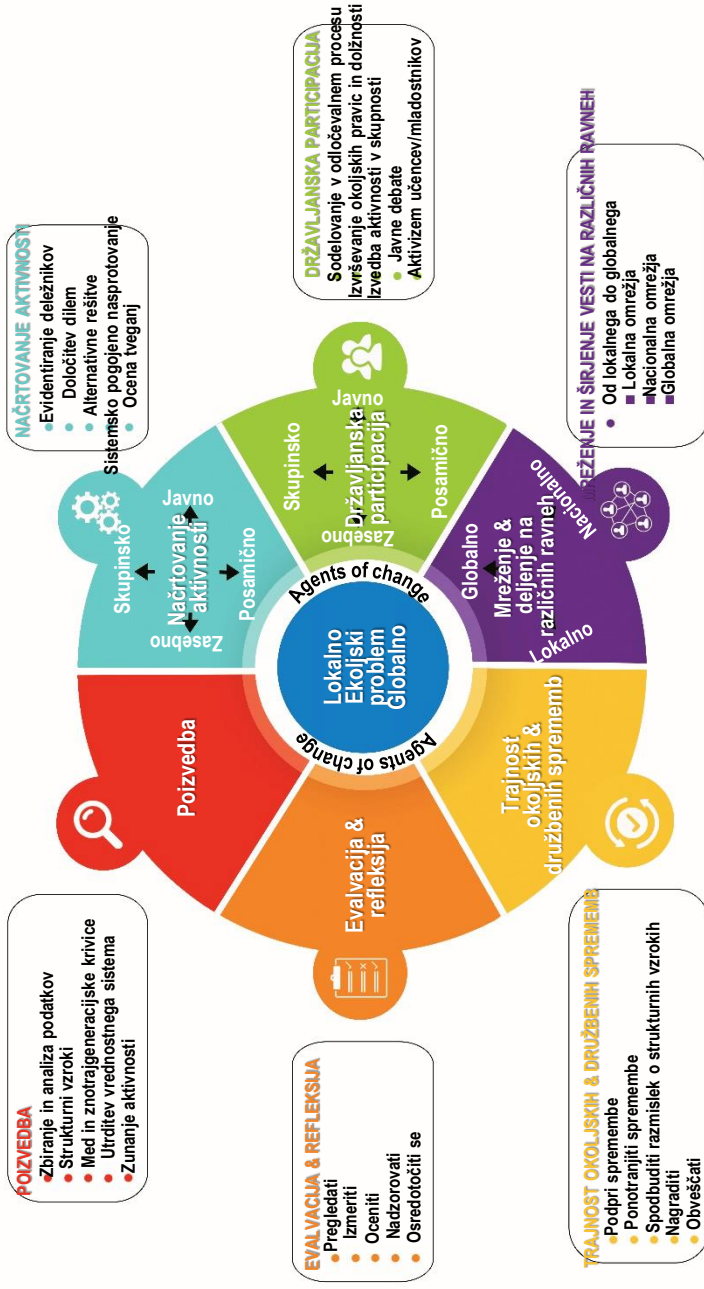 POIZVEDBA
Zbiranje in analiza podatkov
Strukturni vzroki
Med in znotrajgeneracijske krivice
Utrditev vrednostnega sistema
Zunanje aktivnosti
NAČRTOVANJE AKTIVNOSTI
Evidentiranje deležnikov
Določitev dilem
Alternativne rešitve
Sistemsko pogojeno nasprotovanje
Ocena tveganj
EVALVACIJA & REFLEKSIJA
Pregledati
Izmeriti
Oceniti
Nadzorovati
Osredotočiti se
DRŽAVLJANSKA PARTICIPACIJA
Sodelovanje v odločevalnem procesu
Izvrševanje okoljskih pravic in dolžnosti
Izvedba aktivnosti v skupnosti
Javne debate
Aktivizem učencev/mladostnikov
TRAJNOST OKOLJSKIH & DRUŽBENIH SPREMEMB
Podpri spremembe
Ponotranjiti spremembe
Spodbuditi razmislek o strukturnih vzrokih
Nagraditi
Obveščati
MREŽENJE IN ŠIRJENJE VESTI NA RAZLIČNIH RAVNEH
Od lokalnega do globalnega
Lokalna omrežja
Nacionalna omrežja
Globalna omrežja
Poizvedba
Skupinsko
Zasebno
Javno
Načrtovanje
aktivnosti
Posamično
Evalvacija &
refleksija
Agents of change
Lokalno
Ekoljski
problem
Globalno
Agents of change
Skupinsko
Zasebno
Javno
Državljanska
participacija
Posamično
Trajnost
okoljskih &
družbenih sprememb
Globalno
Mreženje &
deljenje na
različnih ravneh
Lokalno
Nacionalno